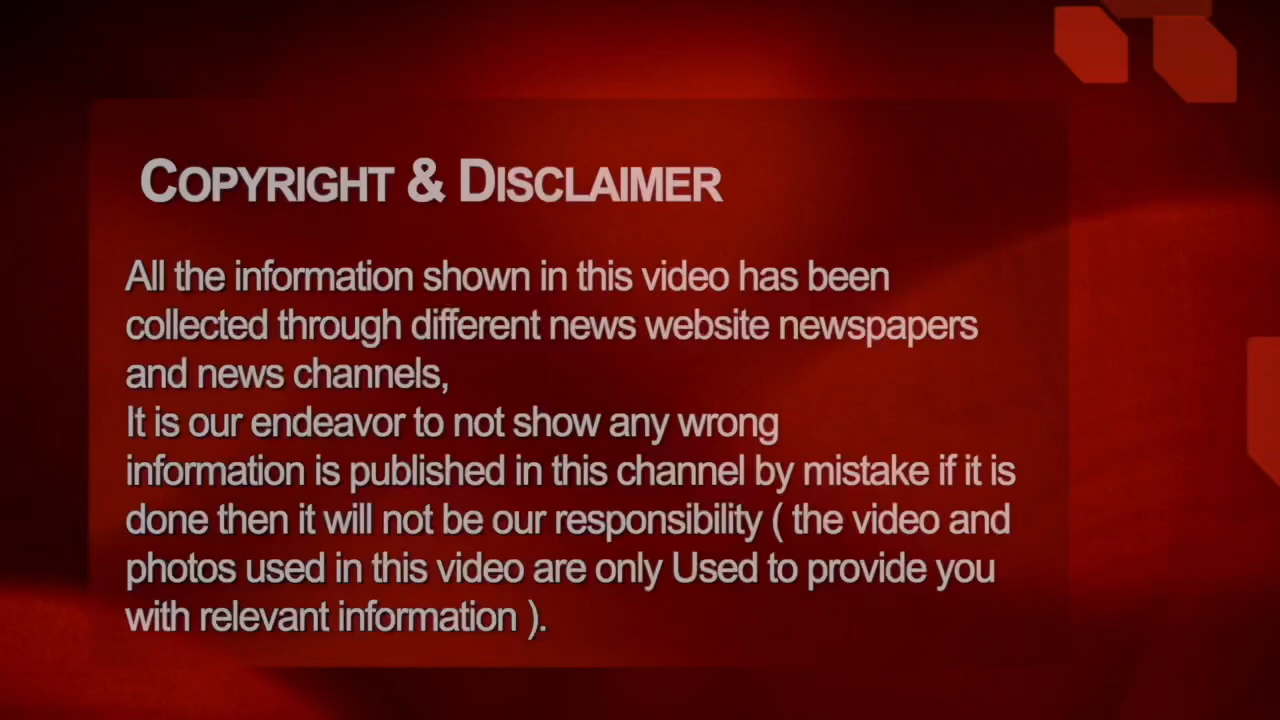 COPYRIGHT & DISCLAIMER
All the information shown in this video has been
collected through different news website newspapers
and news channels,
It is our endeavor to not show any wrong
information is published in this channel by mistake if it is
done then it will not be our responsibility ( the video and
photos used in this video are only Used to provide you
with relevant information ).